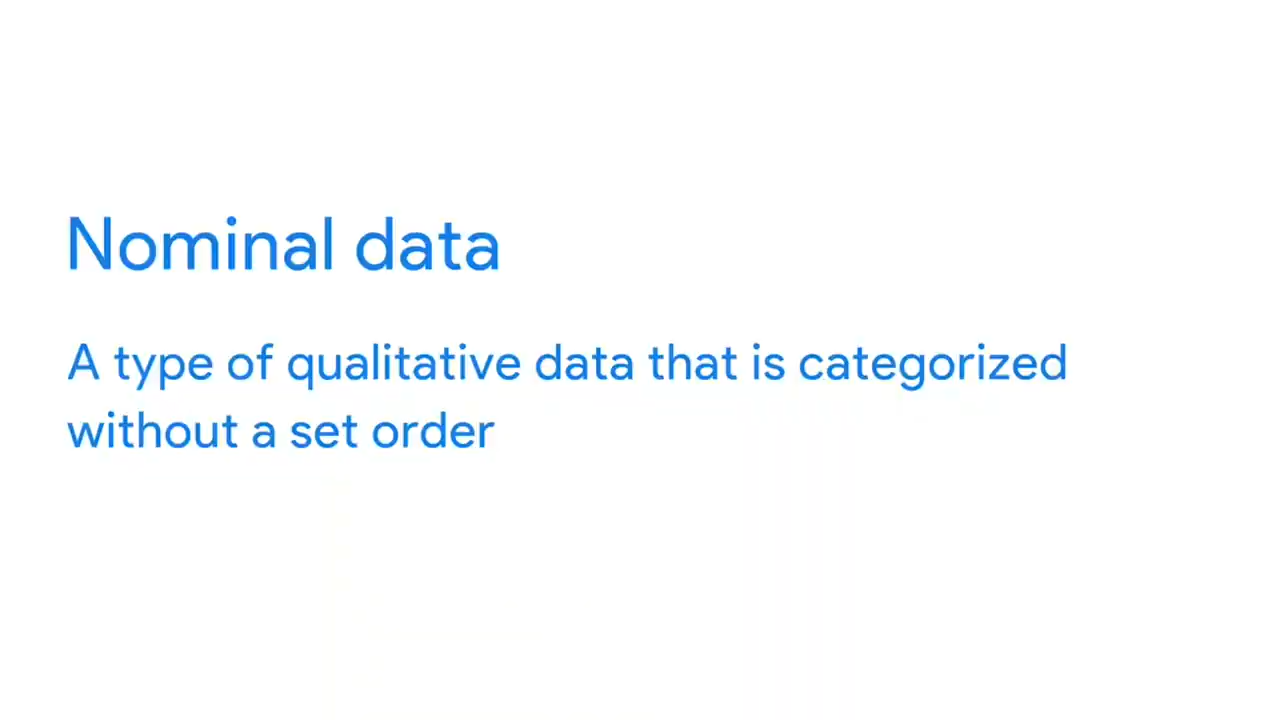 Nominal data
A type of qualitative data that is categorized
without a set order